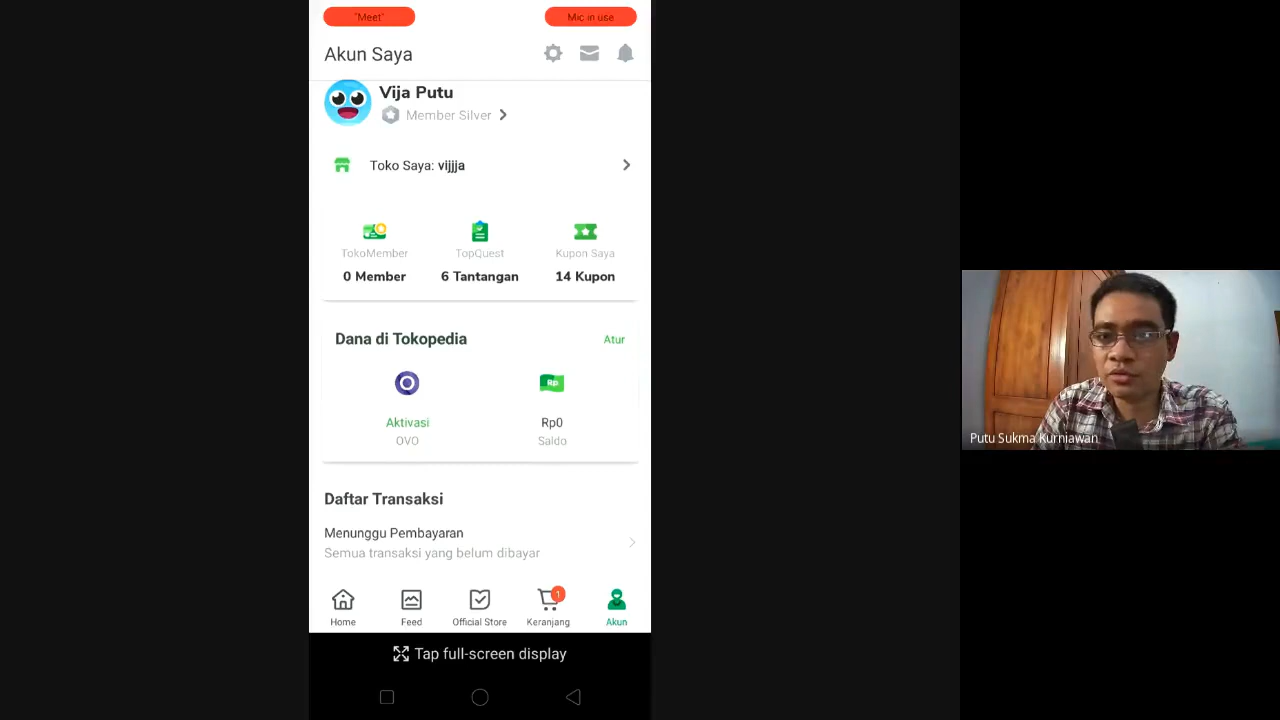 "Meet"
Mic in use
Akun Saya
Vija Putu
Member Silver
Toko Saya: vijjja
TokoMember
TopQuest
Kupon Saya
0 Member
6 Tantangan
14 Kupon
Dana di Tokopedia
Atur
Rp
Aktivasi
Rp0
OVO
Saldo
Daftar Transaksi
Menunggu Pembayaran
Semua transaksi yang belum dibayar
1
Home
Feed
Official Store
Keranjang
Akun
Tap full-screen display
Putu Sukma Kurniawan